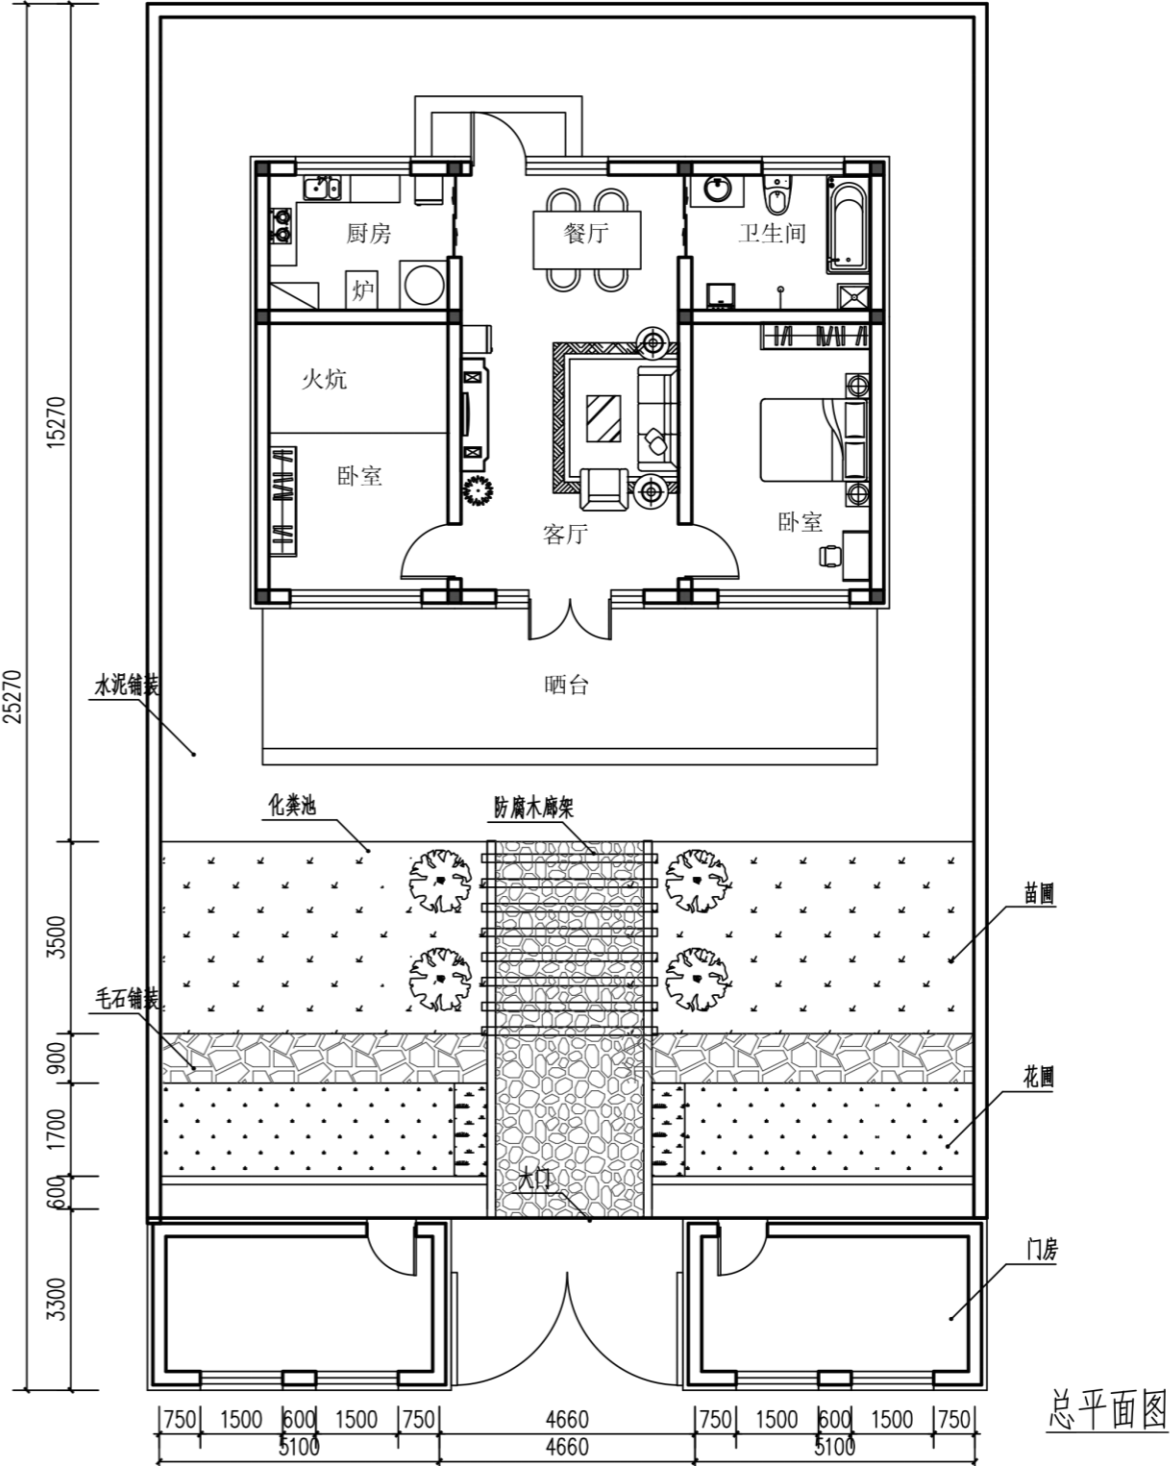 厨房
餐厅
卫生间
炉
火炕
卧室
客厅
卧室
晒台
水泥铺装
化粪池
防腐木廊架
苗圃
毛石铺装
花圃
大门
门房
25270
15270
3500
900
1700
600
3300
750 1500 600 1500 750 4660 750 1500 600 1500 750
5100 4660 5100
总平面图